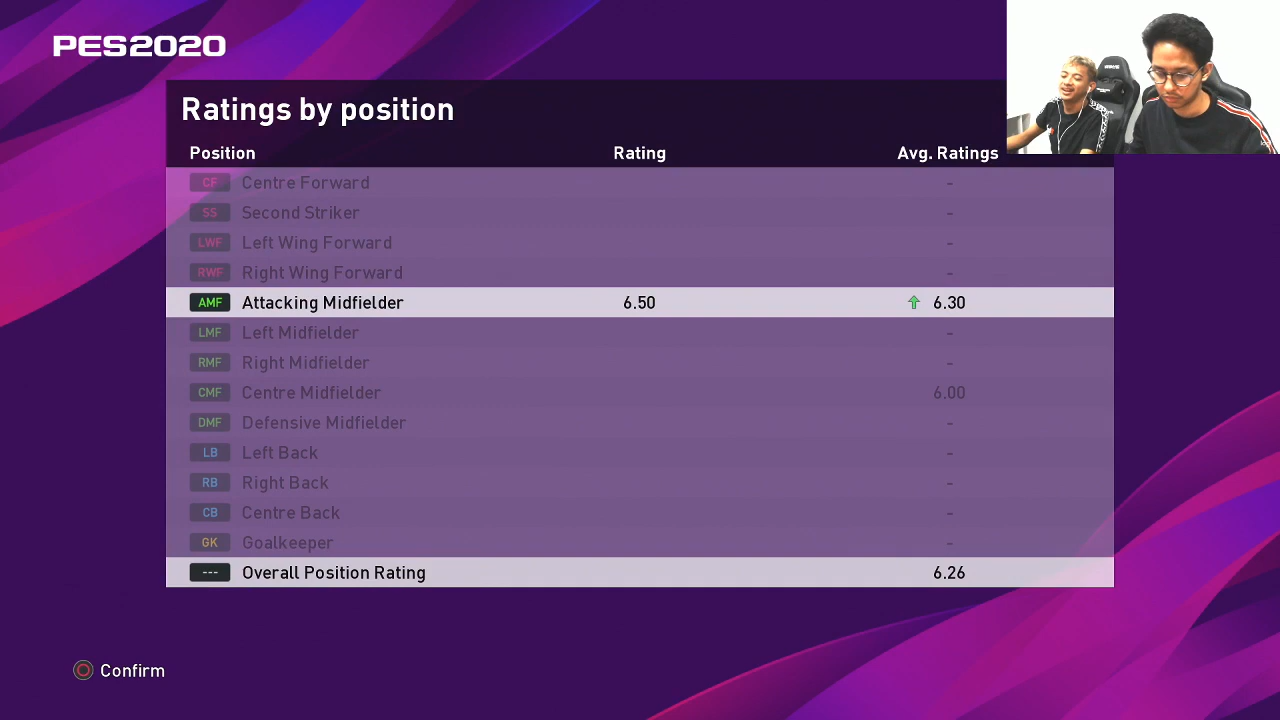 PES2020
Ratings by position
Position Rating Avg. Ratings
CF Centre Forward -
SS Second Striker -
LWF Left Wing Forward -
RWF Right Wing Forward -
AMF Attacking Midfielder 6.50 6.30
LMF Left Midfielder -
RMF Right Midfielder -
CMF Centre Midfielder 6.00
DMF Defensive Midfielder -
LB Left Back -
RB Right Back -
CB Centre Back -
GK Goalkeeper -
--- Overall Position Rating 6.26
Confirm